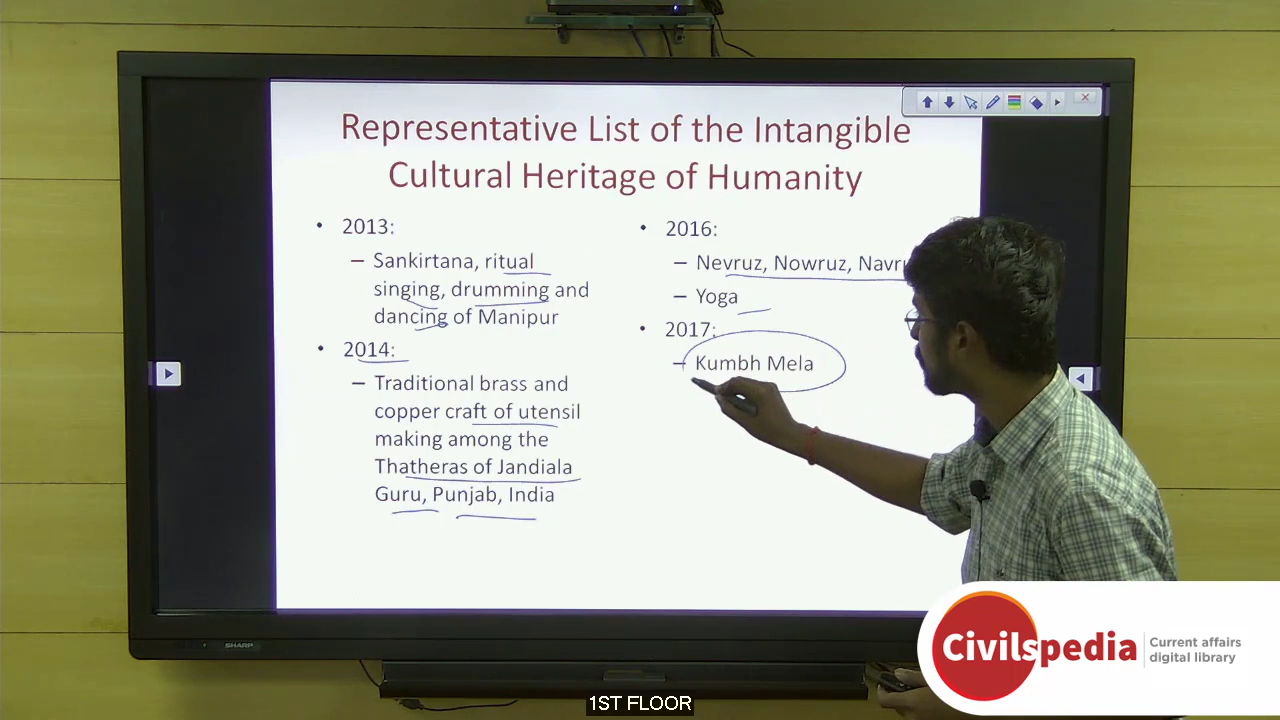 Representative List of the Intangible
Cultural Heritage of Humanity
• 2013:
– Sankirtana, ritual
singing, drumming and
dancing of Manipur
• 2014:
– Traditional brass and
copper craft of utensil
making among the
Thatheras of Jandiala
Guru, Punjab, India
• 2016:
– Nevruz, Nowruz,
– Yoga
• 2017:
– Kumbh Mela
SHARP
Civilspedia
Current affairs
digital library
1ST FLOOR